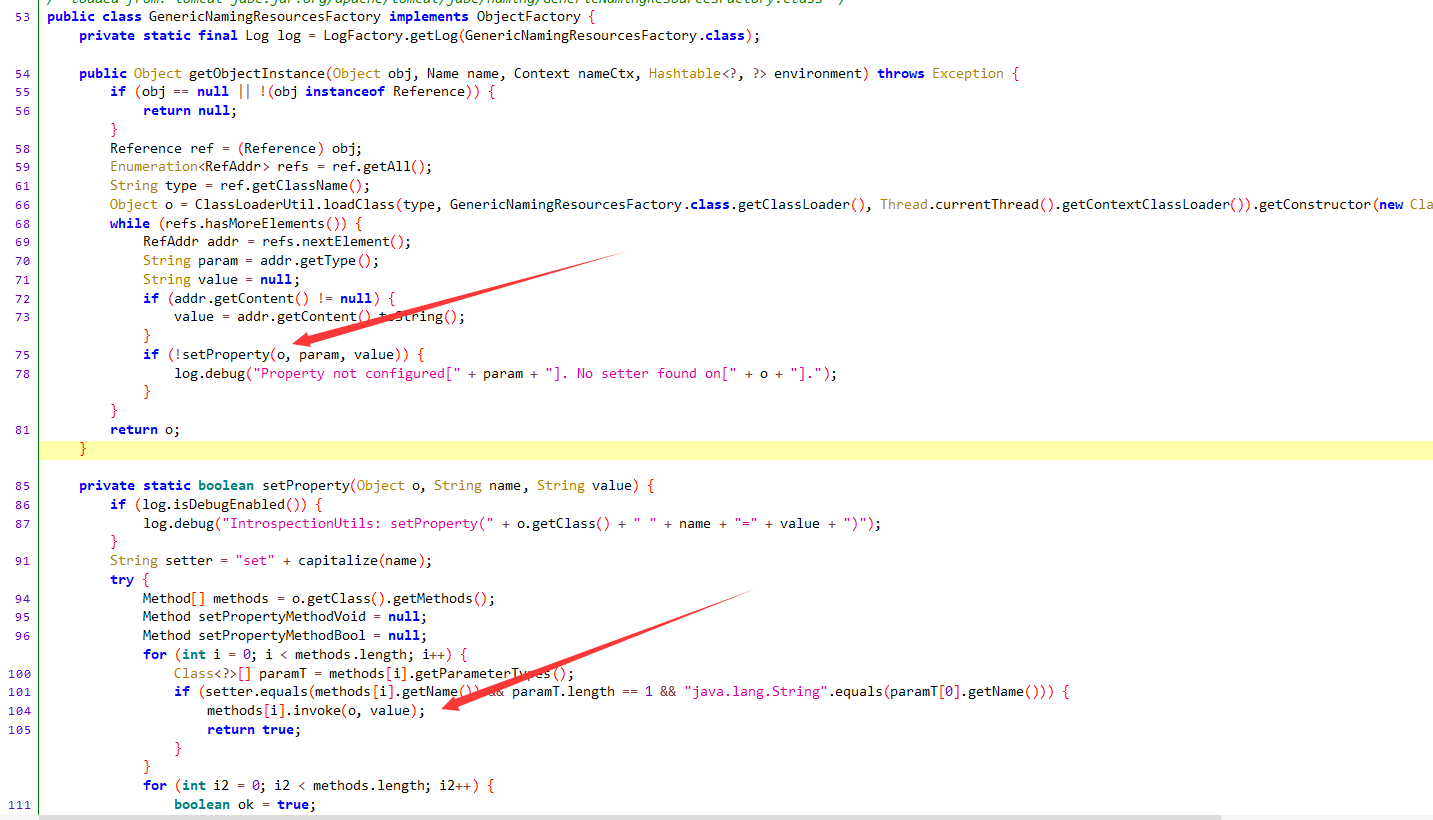 /* loaded from: tomcat-jdbc.jar:org/apache/tomcat/jdbc/naming/GenericNamingResourcesFactory.class */
53 public class GenericNamingResourcesFactory implements ObjectFactory {
private static final Log log = LogFactory.getLog(GenericNamingResourcesFactory.class);
54 public Object getObjectInstance(Object obj, Name name, Context nameCtx, Hashtable<?, ?> environment) throws Exception {
55 if (obj == null || !(obj instanceof Reference)) {
56 return null;
}
58 Reference ref = (Reference) obj;
59 Enumeration<RefAddr> refs = ref.getAll();
61 String type = ref.getClassName();
66 Object o = ClassLoaderUtil.loadClass(type, GenericNamingResourcesFactory.class.getClassLoader(), Thread.currentThread().getContextClassLoader()).getConstructor(new Cla
68 while (refs.hasMoreElements()) {
69 RefAddr addr = refs.nextElement();
70 String param = addr.getType();
71 String value = null;
72 if (addr.getContent() != null) {
73 value = addr.getContent().toString();
}
75 if (!setProperty(o, param, value)) {
78 log.debug("Property not configured[" + param + "]. No setter found on[" + o + "].");
}
}
81 return o;
}
85 private static boolean setProperty(Object o, String name, String value) {
86 if (log.isDebugEnabled()) {
87 log.debug("IntrospectionUtils: setProperty(" + o.getClass() + " " + name + "=" + value + ")");
}
91 String setter = "set" + capitalize(name);
try {
94 Method[] methods = o.getClass().getMethods();
95 Method setPropertyMethodVoid = null;
96 Method setPropertyMethodBool = null;
for (int i = 0; i < methods.length; i++) {
100 Class<?>[] paramT = methods[i].getParameterTypes();
101 if (setter.equals(methods[i].getName()) && paramT.length == 1 && "java.lang.String".equals(paramT[0].getName())) {
104 methods[i].invoke(o, value);
105 return true;
}
}
for (int i2 = 0; i2 < methods.length; i2++) {
111 boolean ok = true;